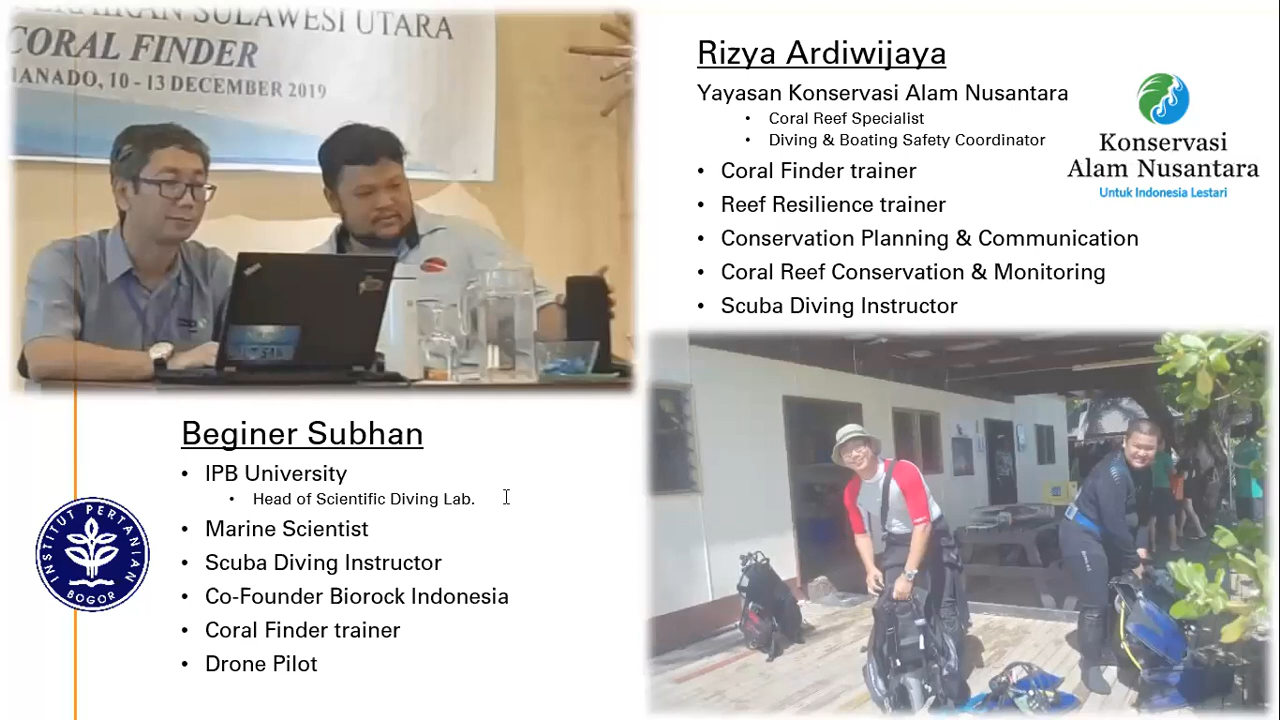 PERAIRAN SULAWESI UTARA
CORAL FINDER
MANADO, 10 - 13 DECEMBER 2019
Rizya Ardiwijaya
Yayasan Konservasi Alam Nusantara
• Coral Reef Specialist
• Diving & Boating Safety Coordinator
• Coral Finder trainer
• Reef Resilience trainer
• Conservation Planning & Communication
• Coral Reef Conservation & Monitoring
• Scuba Diving Instructor
Konservasi
Alam Nusantara
Untuk Indonesia Lestari
Beginer Subhan
• IPB University
• Head of Scientific Diving Lab.
• Marine Scientist
• Scuba Diving Instructor
• Co-Founder Biorock Indonesia
• Coral Finder trainer
• Drone Pilot
INSTITUT PERTANIAN
BOGOR